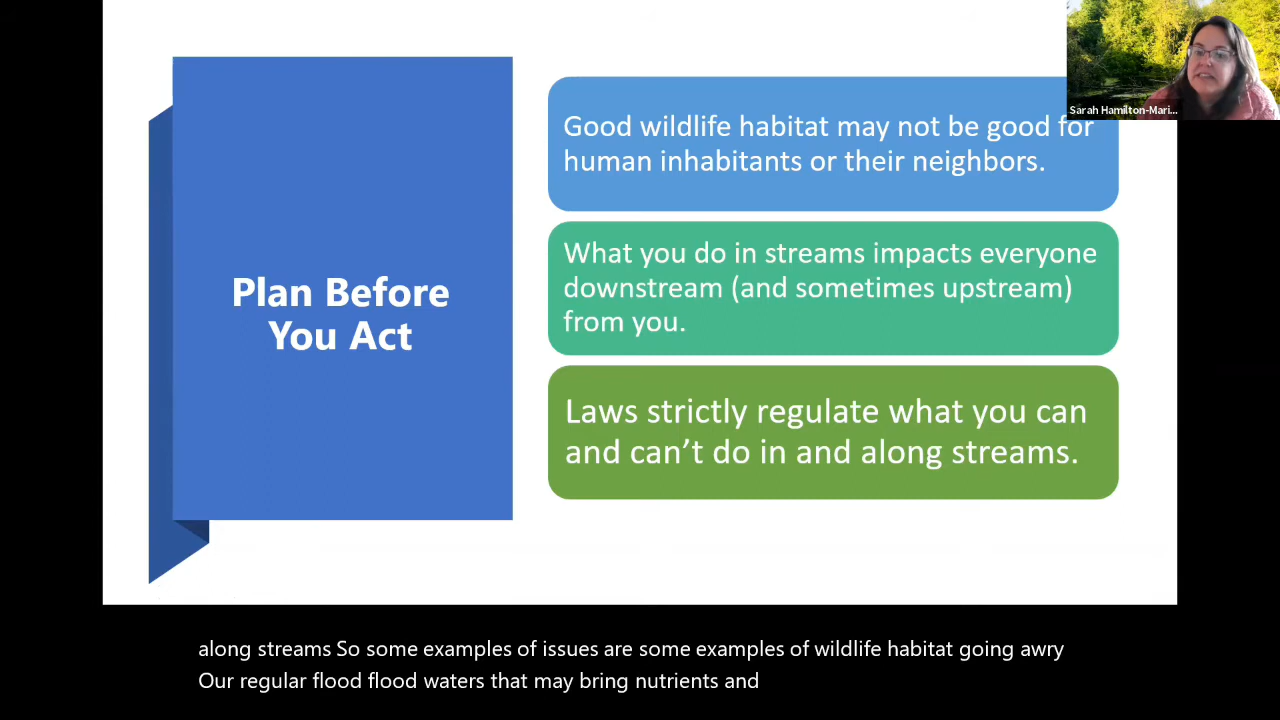 Plan Before
You Act
Good wildlife habitat may not be good for
human inhabitants or their neighbors.
What you do in streams impacts everyone
downstream (and sometimes upstream)
from you.
Laws strictly regulate what you can
and can’t do in and along streams.
Sarah Hamilton-Mari...
along streams So some examples of issues are some examples of wildlife habitat going awry
Our regular flood flood waters that may bring nutrients and